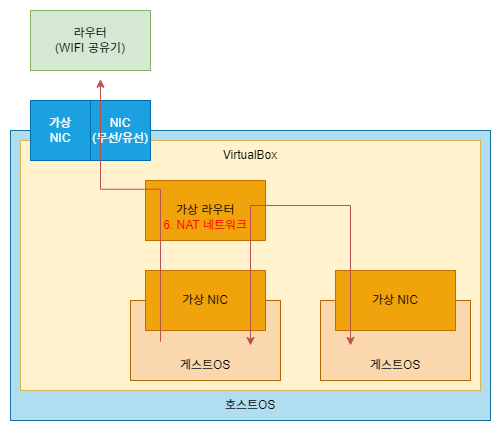 라우터
(WIFI 공유기)
가상
NIC
NIC
(무선/유선)
VirtualBox
가상 라우터
6. NAT 네트워크
가상 NIC
가상 NIC
게스트OS
게스트OS
호스트OS